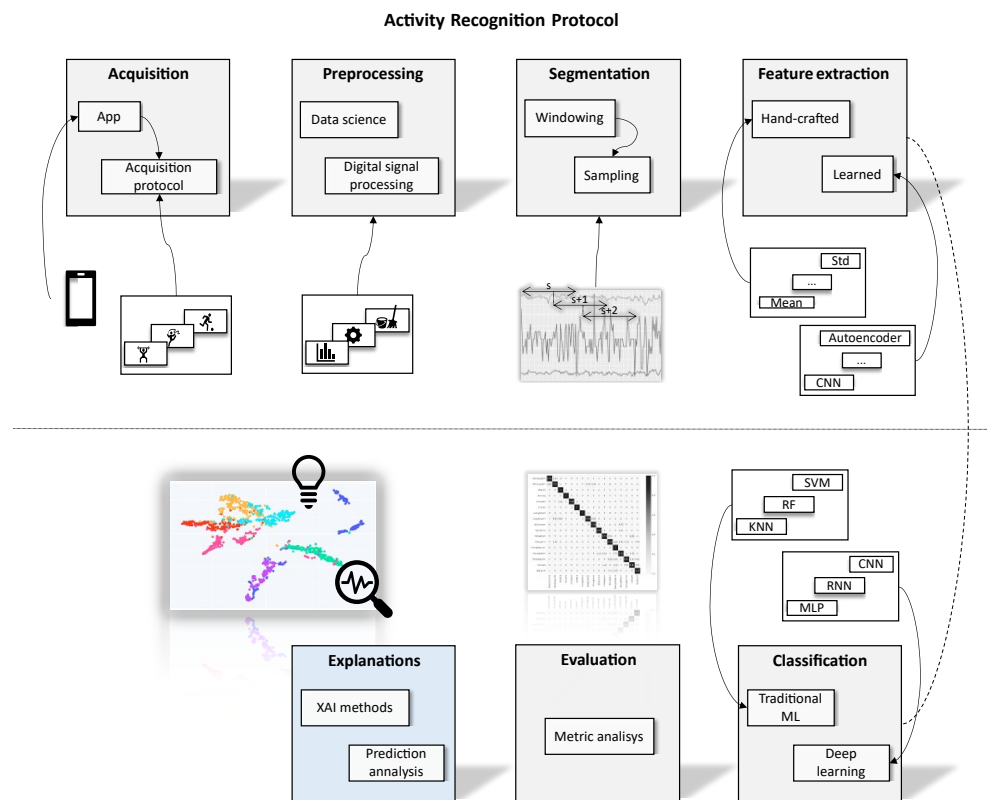 Activity Recognition Protocol
Acquisition
App
Acquisition
protocol
Preprocessing
Data science
Digital signal
processing
Segmentation
Windowing
Sampling
Feature extraction
Hand-crafted
Learned
s
s+1
s+2
Std
...
Mean
Autoencoder
...
CNN
SVM
RF
KNN
CNN
RNN
MLP
Explanations
XAI methods
Prediction
annalysis
Evaluation
Metric analisys
Classification
Traditional
ML
Deep
learning